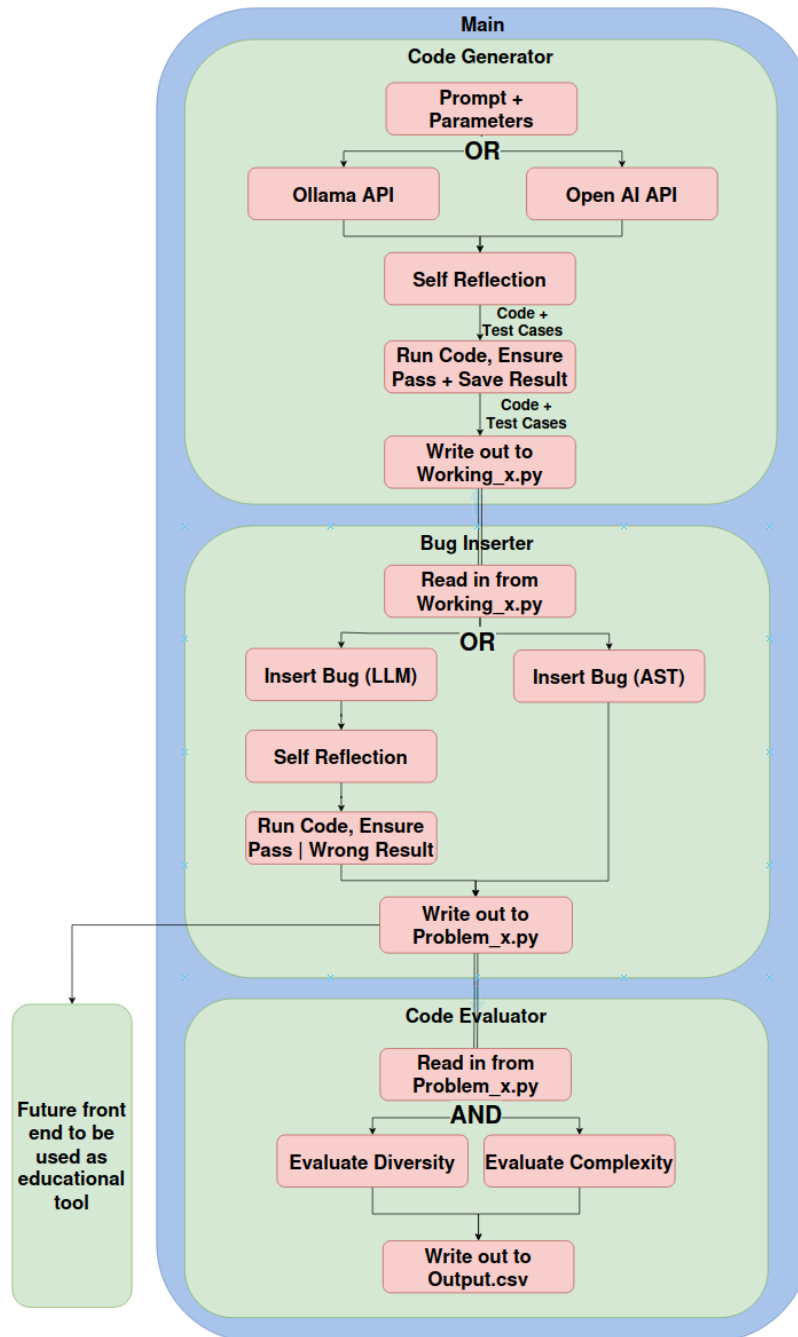 Main
Code Generator
Prompt +
Parameters
OR
Ollama API
Open AI API
Self Reflection
Code +
Test Cases
Run Code, Ensure
Pass + Save Result
Code +
Test Cases
Write out to
Working_x.py
Bug Inserter
Read in from
Working_x.py
OR
Insert Bug (LLM)
Insert Bug (AST)
Self Reflection
Run Code, Ensure
Pass | Wrong Result
Write out to
Problem_x.py
Future front
end to be
used as
educational
tool
Code Evaluator
Read in from
Problem_x.py
AND
Evaluate Diversity
Evaluate Complexity
Write out to
Output.csv